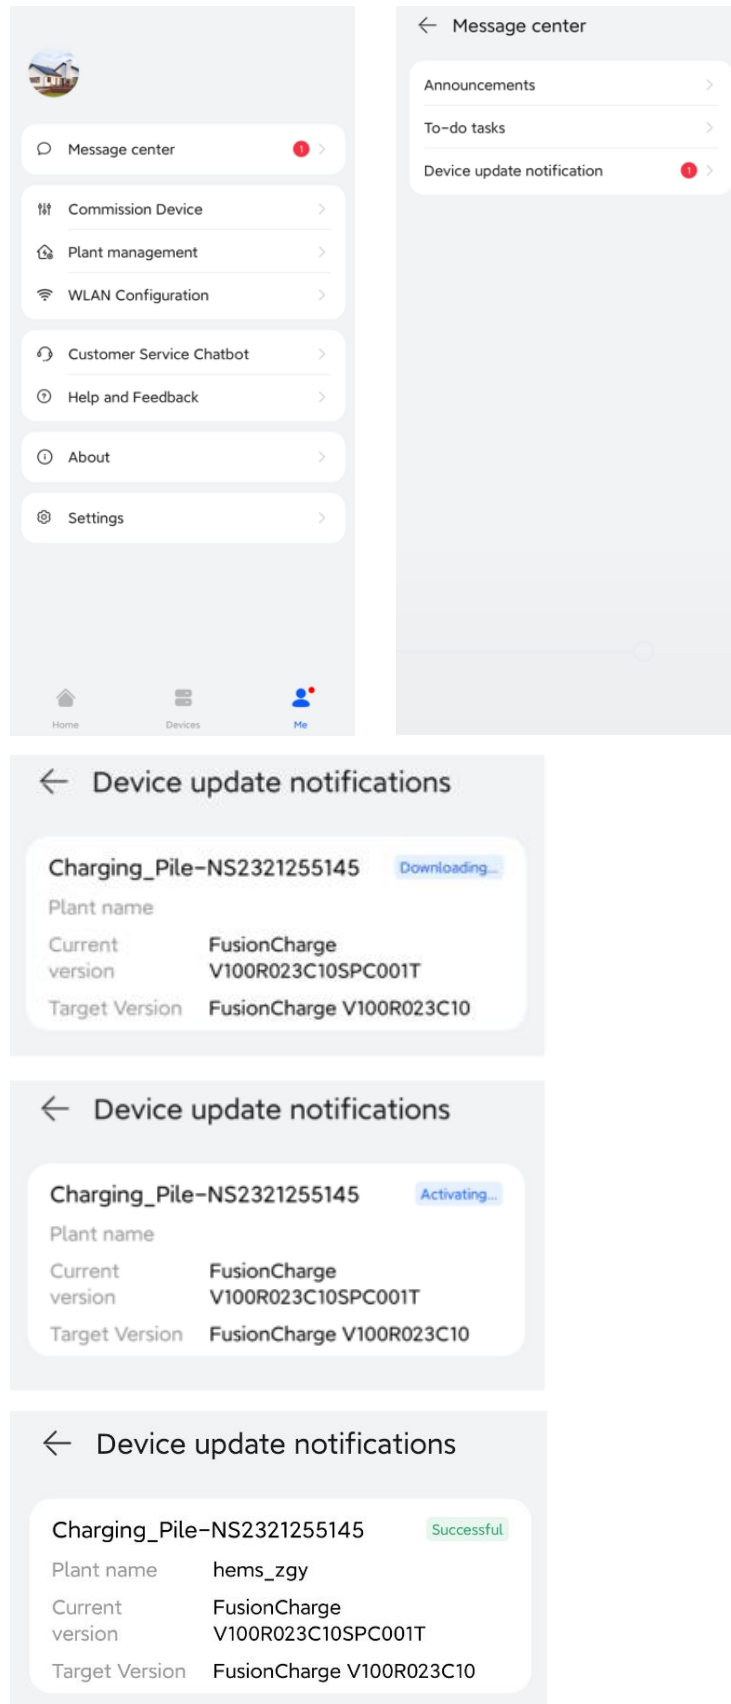 Message center
1
Commission Device
Plant management
WLAN Configuration
Customer Service Chatbot
Help and Feedback
About
Settings
Home
Devices
Me
Message center
Announcements
To-do tasks
Device update notification
1
Device update notifications
Charging_Pile-NS2321255145
Downloading...
Plant name
Current
version
FusionCharge
V100R023C10SPC001T
Target Version
FusionCharge V100R023C10
Device update notifications
Charging_Pile-NS2321255145
Activating...
Plant name
Current
version
FusionCharge
V100R023C10SPC001T
Target Version
FusionCharge V100R023C10
Device update notifications
Charging_Pile-NS2321255145
Successful
Plant name
hems_zgy
Current
version
FusionCharge
V100R023C10SPC001T
Target Version
FusionCharge V100R023C10